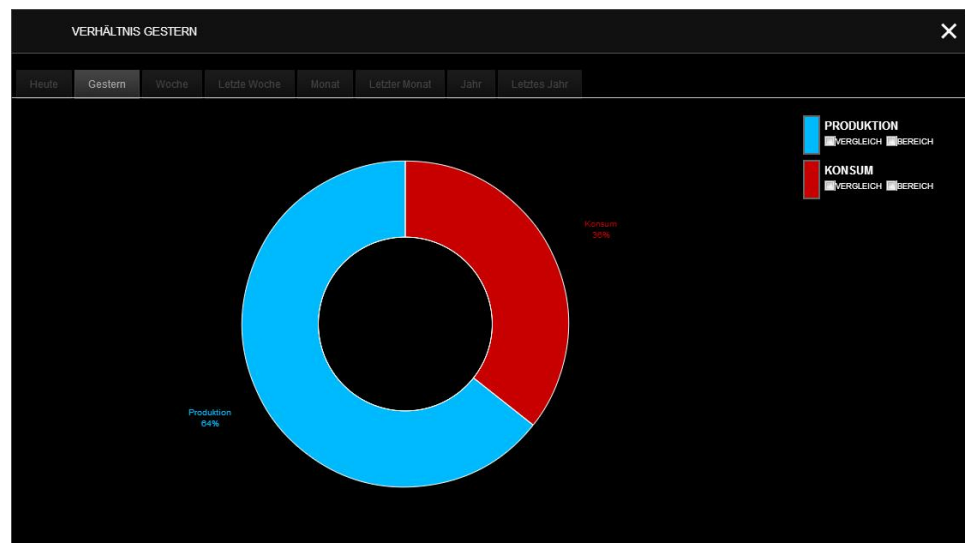 VERHÄLTNIS GESTERN
Heute Gestern Woche Letzte Woche Monat Letzter Monat Jahr Letztes Jahr
PRODUKTION
VERGLEICH BEREICH
KONSUM
VERGLEICH BEREICH
Konsum
36%
Produktion
64%